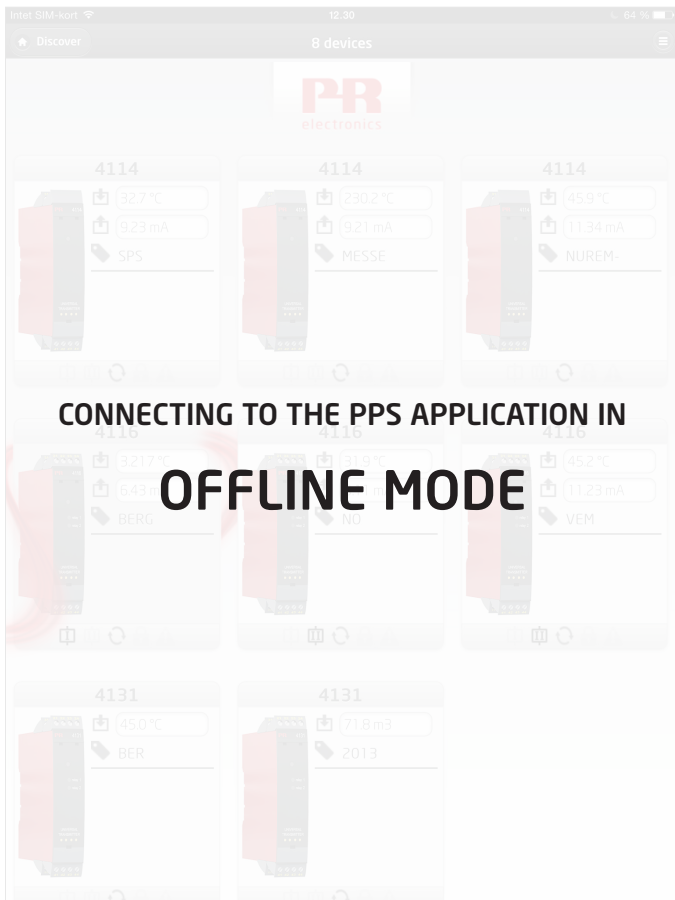 Intet SIM-kort 12.30 64 %
Discover 8 devices
PR
electronics
4114 4114 4114
32.7 °C 230.2 °C 45.9 °C
9.23 mA 9.21 mA 11.34 mA
SPS MESSE NUREM-
CONNECTING TO THE PPS APPLICATION IN
4116 4116 4116
321.7 °C 31.9 °C 45.2 °C
6.43 11.23 mA
OFFLINE MODE
BERG NO VEM
4131 4131
45.0 °C 71.8 m3
BER 2013